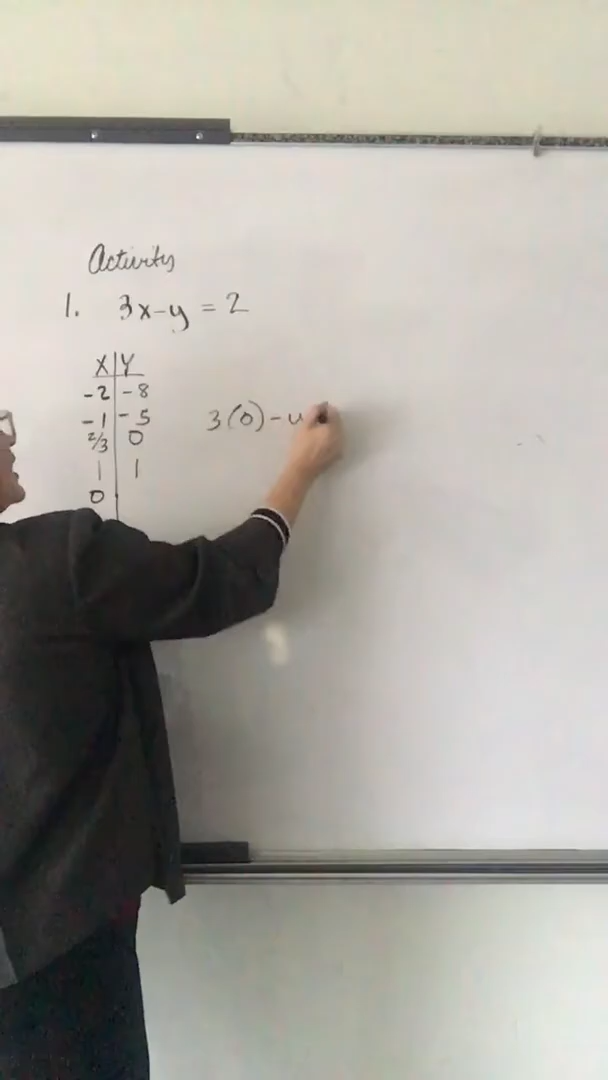 Activity
1. 3x-y = 2
X Y
-2 -8
-1 -5
2/3 0
1 1
0
3(0)-